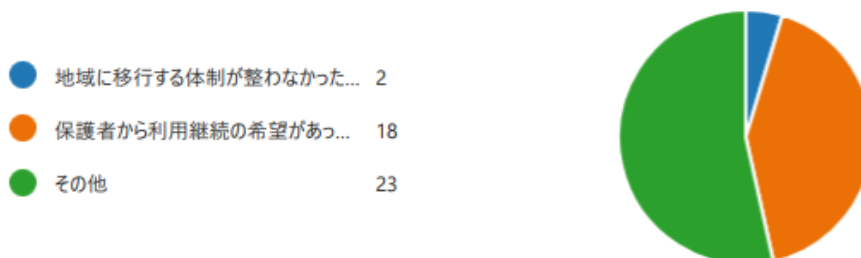 地域に移行する体制が整わなかった... 2
保護者から利用継続の希望があっ... 18
その他 23